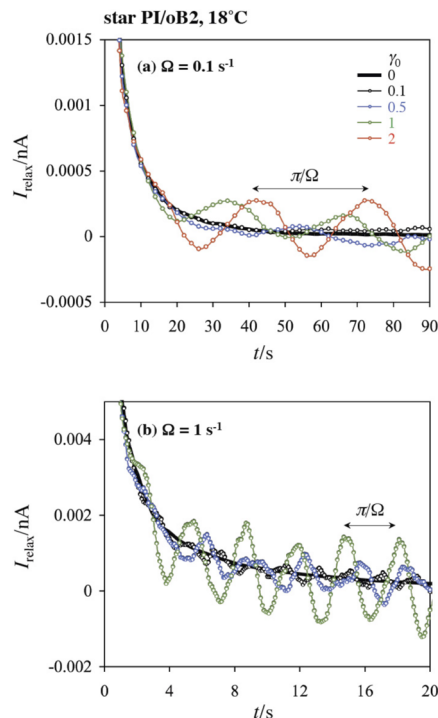 star PI/oB2, 18°C
0.0015
(a) Ω = 0.1 s⁻¹
γ₀
0
0.1
0.5
1
2
0.001
I_relax/nA
0.0005
π/Ω
0
-0.0005
0 10 20 30 40 50 60 70 80 90
t/s
(b) Ω = 1 s⁻¹
0.004
I_relax/nA
0.002
π/Ω
0
-0.002
0 4 8 12 16 20
t/s